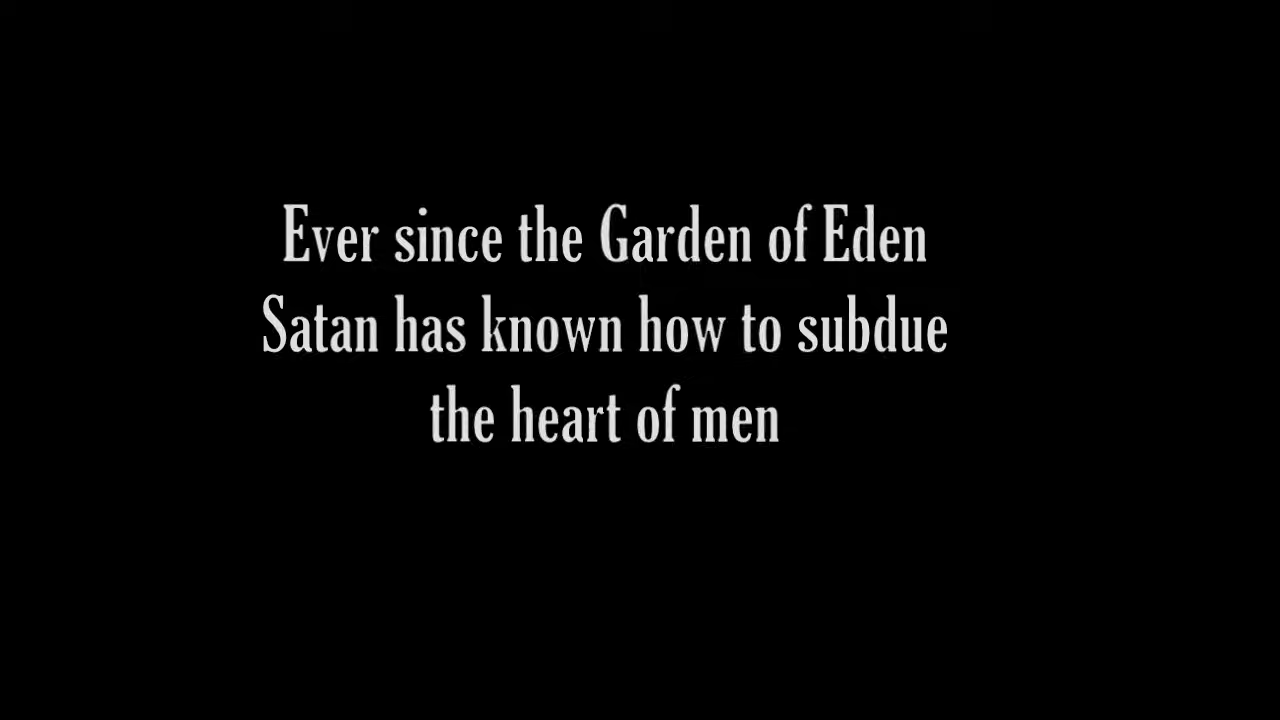 Ever since the Garden of Eden
Satan has known how to subdue
the heart of men